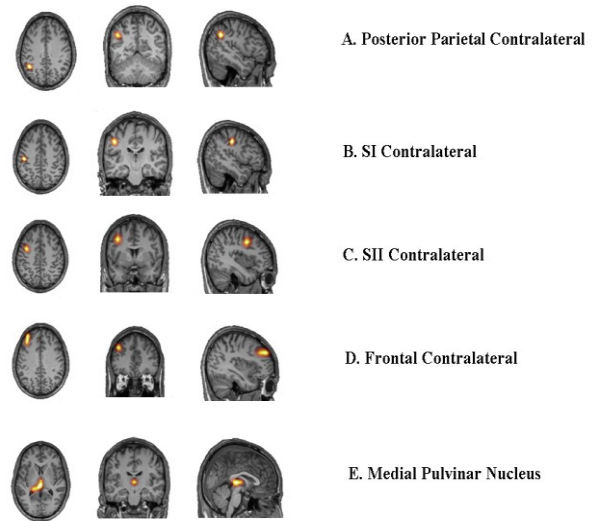 A. Posterior Parietal Contralateral
B. SI Contralateral
C. SII Contralateral
D. Frontal Contralateral
E. Medial Pulvinar Nucleus